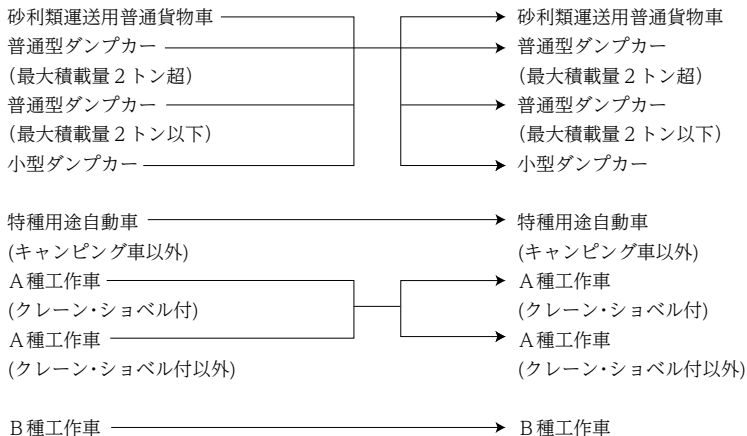 砂利類運送用普通貨物車
普通型ダンプカー
（最大積載量２トン超）
普通型ダンプカー
（最大積載量２トン以下）
小型ダンプカー
特種用途自動車
(キャンピング車以外)
Ａ種工作車
(クレーン・ショベル付)
Ａ種工作車
(クレーン・ショベル付以外)
Ｂ種工作車
砂利類運送用普通貨物車
普通型ダンプカー
（最大積載量２トン超）
普通型ダンプカー
（最大積載量２トン以下）
小型ダンプカー
特種用途自動車
(キャンピング車以外)
Ａ種工作車
(クレーン・ショベル付)
Ａ種工作車
(クレーン・ショベル付以外)
Ｂ種工作車